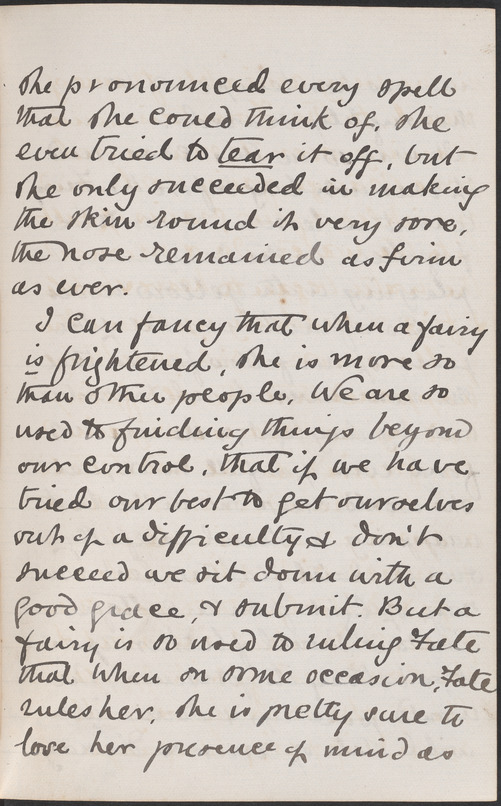 she pronounced every spell
that she could think of, she
even tried to tear it off, but
she only succeeded in making
the skin round it very sore,
the nose remained as firm
as ever.
I can fancy that when a fairy
is frightened, she is more so
than other people. We are so
used to finding things beyond
our control, that if we have
tried our best to get ourselves
out of a difficulty & don't
succeed we sit down with a
good grace, & submit. But a
fairy is so used to ruling Fate
that when on some occasion, Fate
rules her, she is pretty sure to
lose her presence of mind as